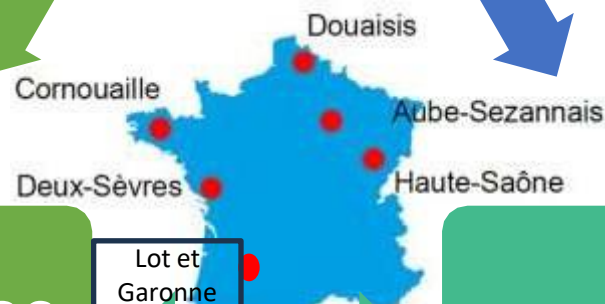 Douaisis
Cornouaille
Aube-Sezannais
Deux-Sèvres
Haute-Saône
Lot et
Garonne